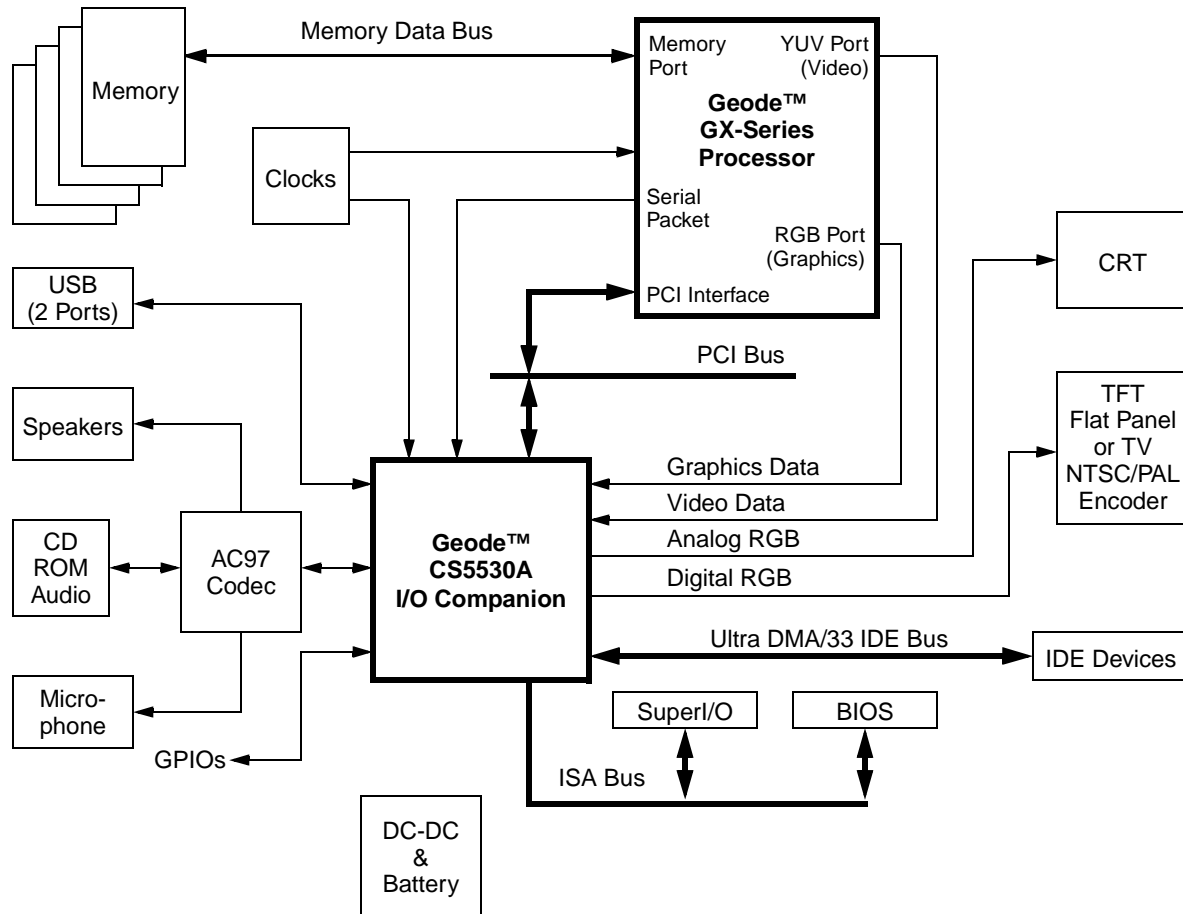 Memory Data Bus
Memory
Port
YUV Port
(Video)
Memory
Geode™
GX-Series
Processor
Clocks
Serial
Packet
RGB Port
(Graphics)
CRT
USB
(2 Ports)
PCI Interface
PCI Bus
TFT
Flat Panel
or TV
NTSC/PAL
Encoder
Speakers
Graphics Data
Video Data
Analog RGB
Digital RGB
CD
ROM
Audio
AC97
Codec
Geode™
CS5530A
I/O Companion
Ultra DMA/33 IDE Bus
IDE Devices
Micro-
phone
SuperI/O
BIOS
GPIOs
ISA Bus
DC-DC
&
Battery